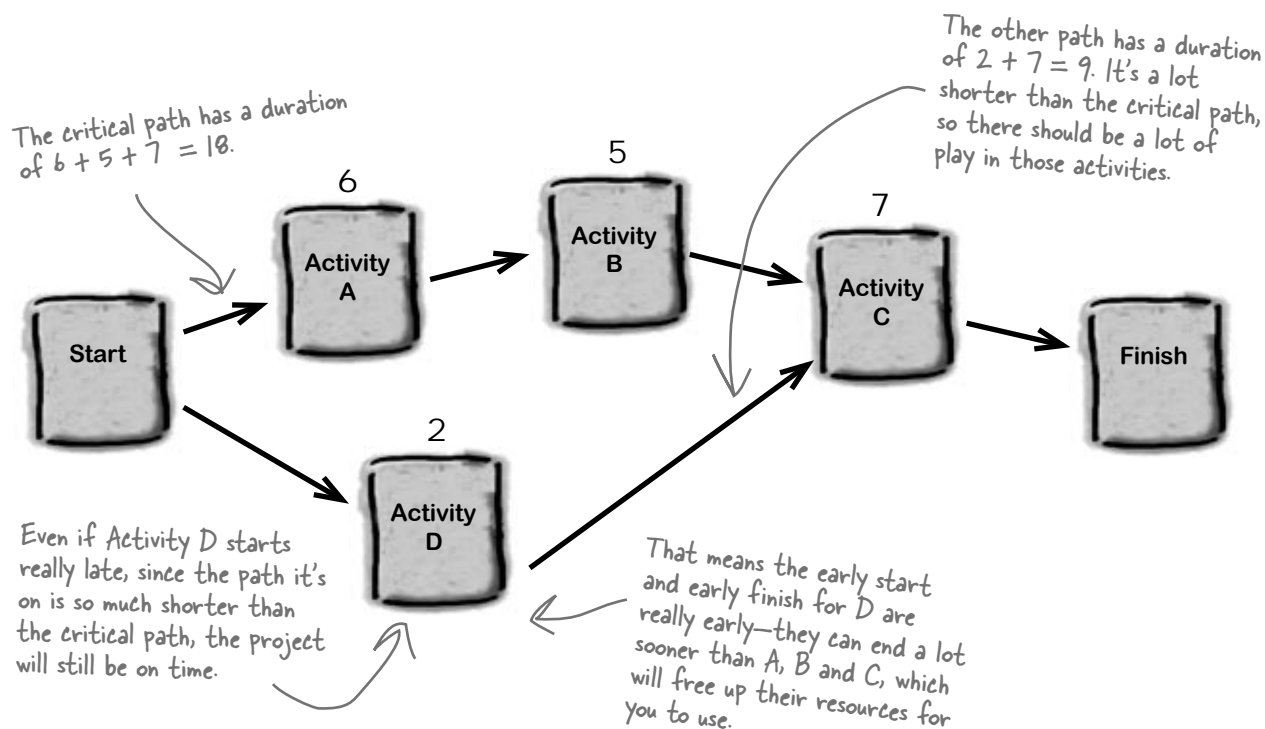 The other path has a duration
of 2 + 7 = 9. It's a lot
shorter than the critical path,
so there should be a lot of
play in those activities.
The critical path has a duration
of 6 + 5 + 7 = 18.
6
Activity
A
5
Activity
B
7
Activity
C
Start
Finish
2
Activity
D
Even if Activity D starts
really late, since the path it's
on is so much shorter than
the critical path, the project
will still be on time.
That means the early start
and early finish for D are
really early—they can end a lot
sooner than A, B and C, which
will free up their resources for
you to use.